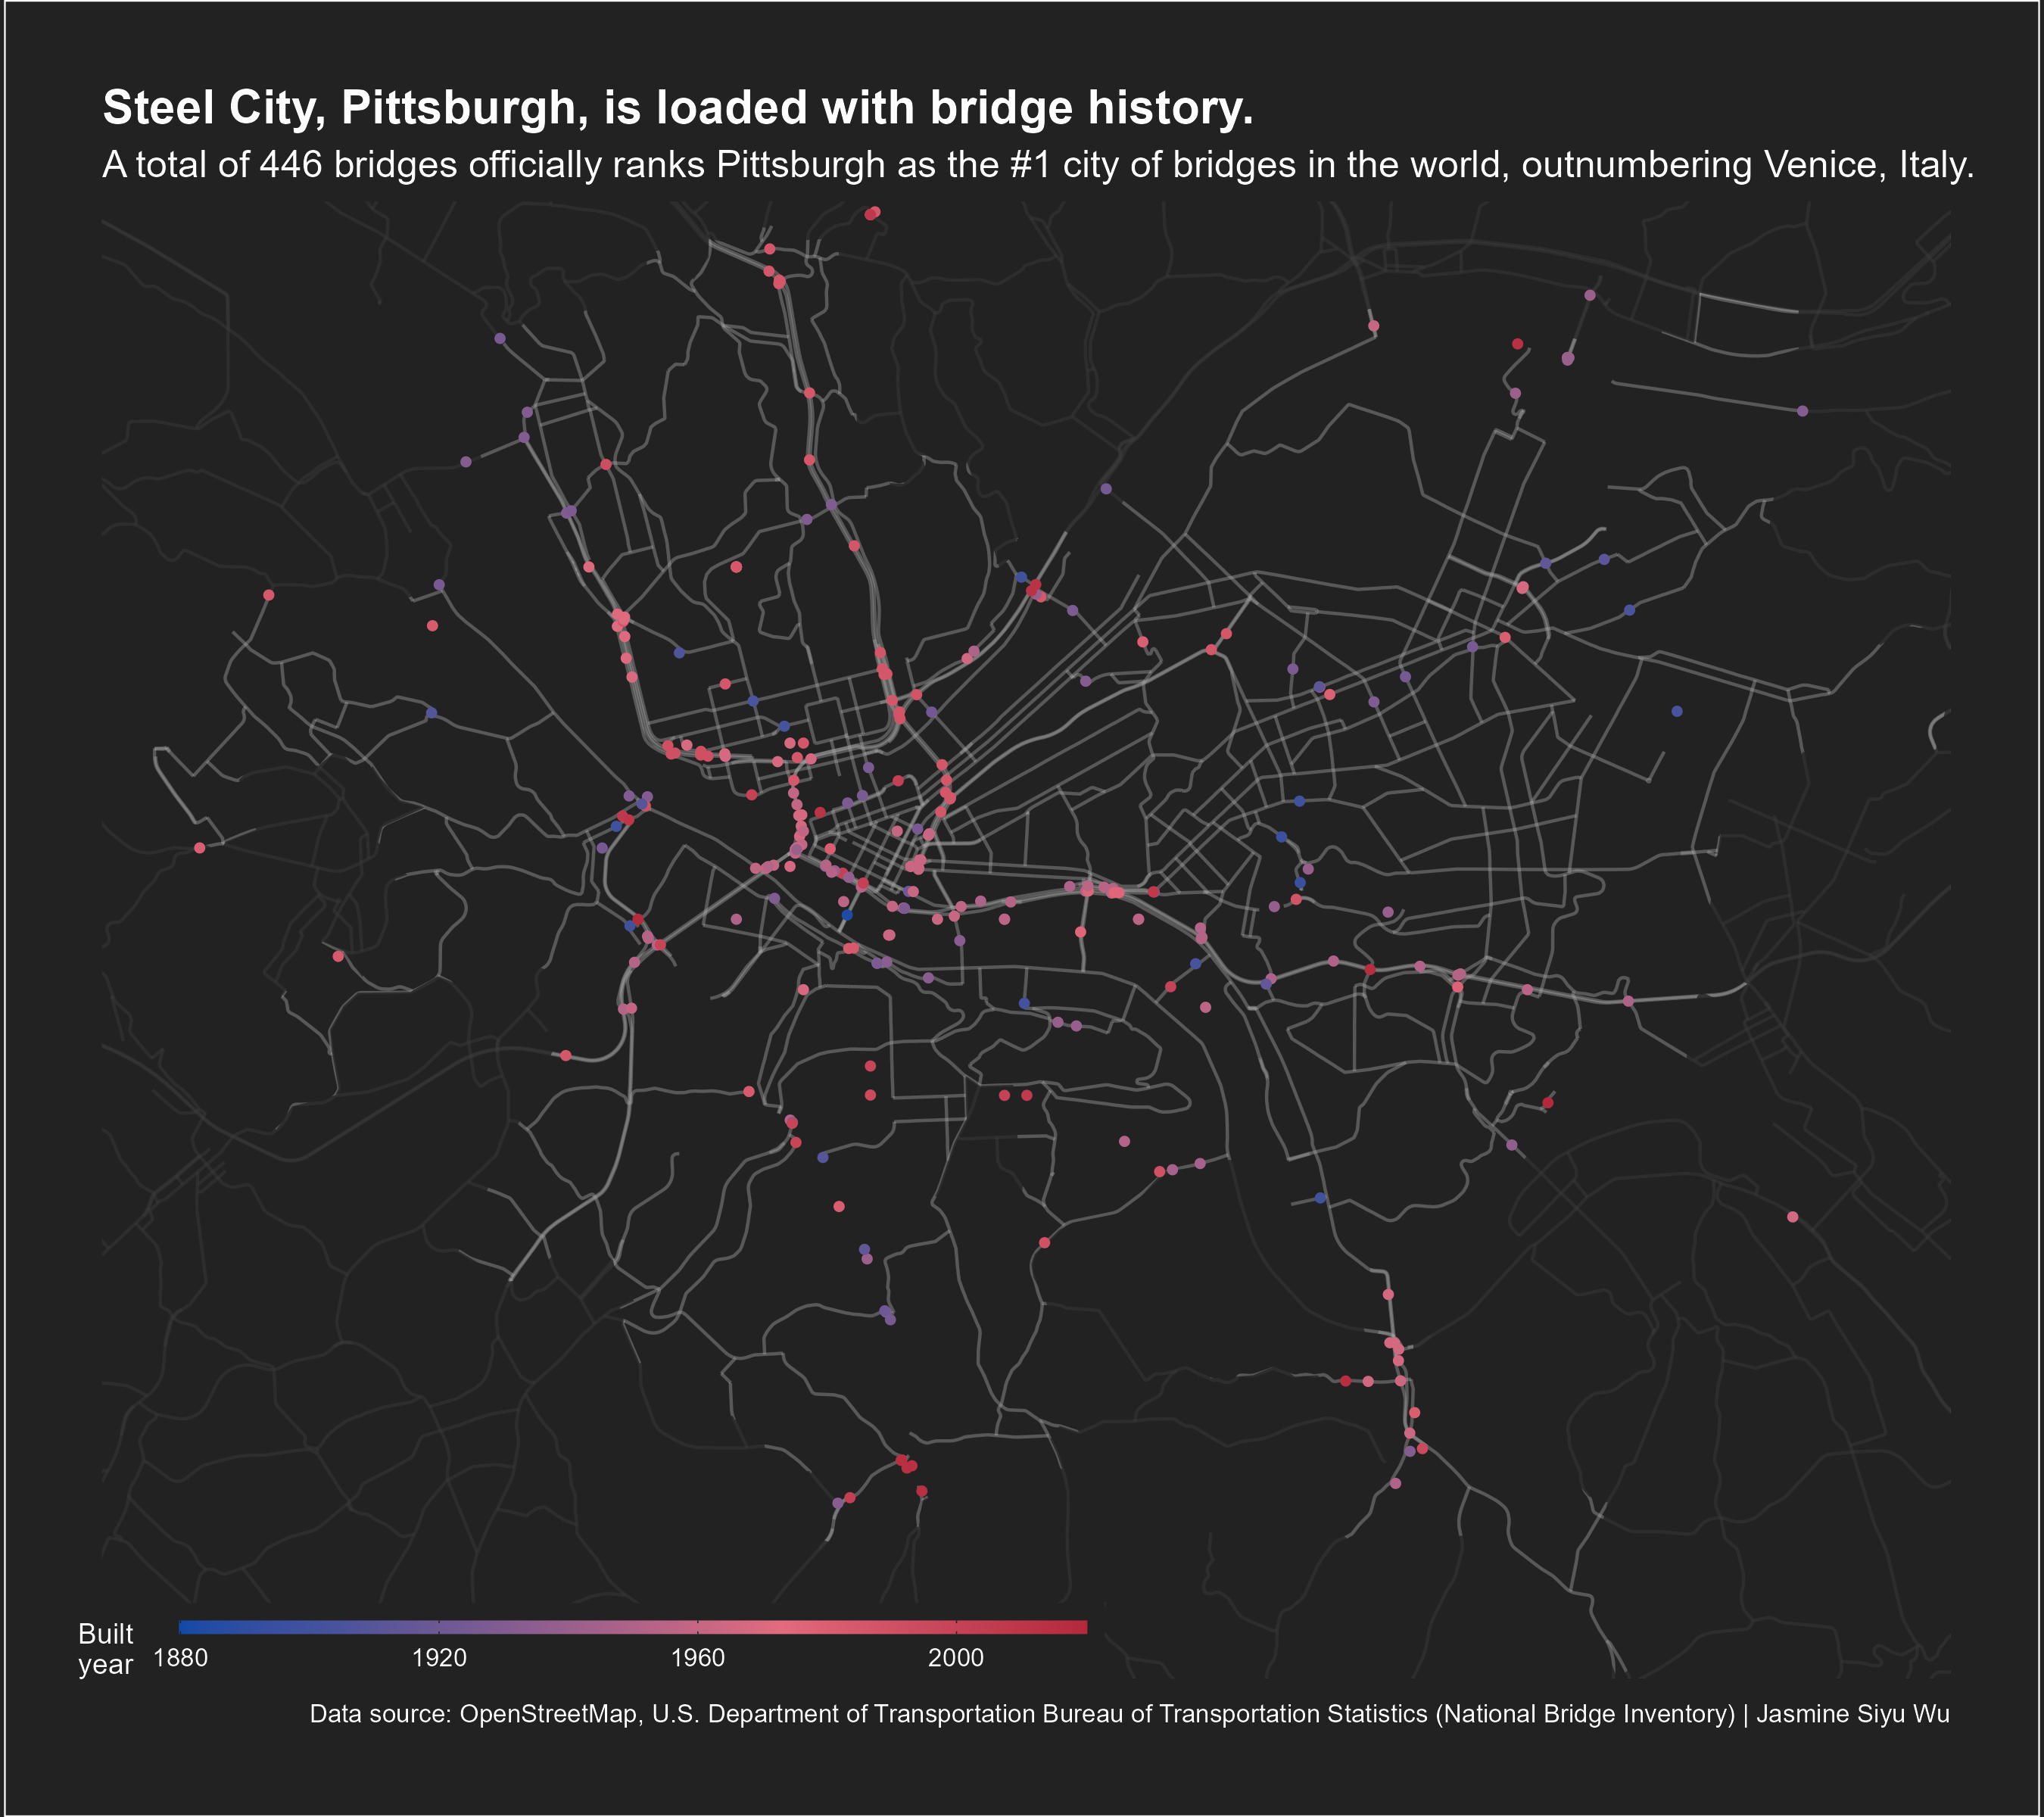 Steel City, Pittsburgh, is loaded with bridge history.
A total of 446 bridges officially ranks Pittsburgh as the #1 city of bridges in the world, outnumbering Venice, Italy.
Built
year
1880 1920 1960 2000
Data source: OpenStreetMap, U.S. Department of Transportation Bureau of Transportation Statistics (National Bridge Inventory) | Jasmine Siyu Wu